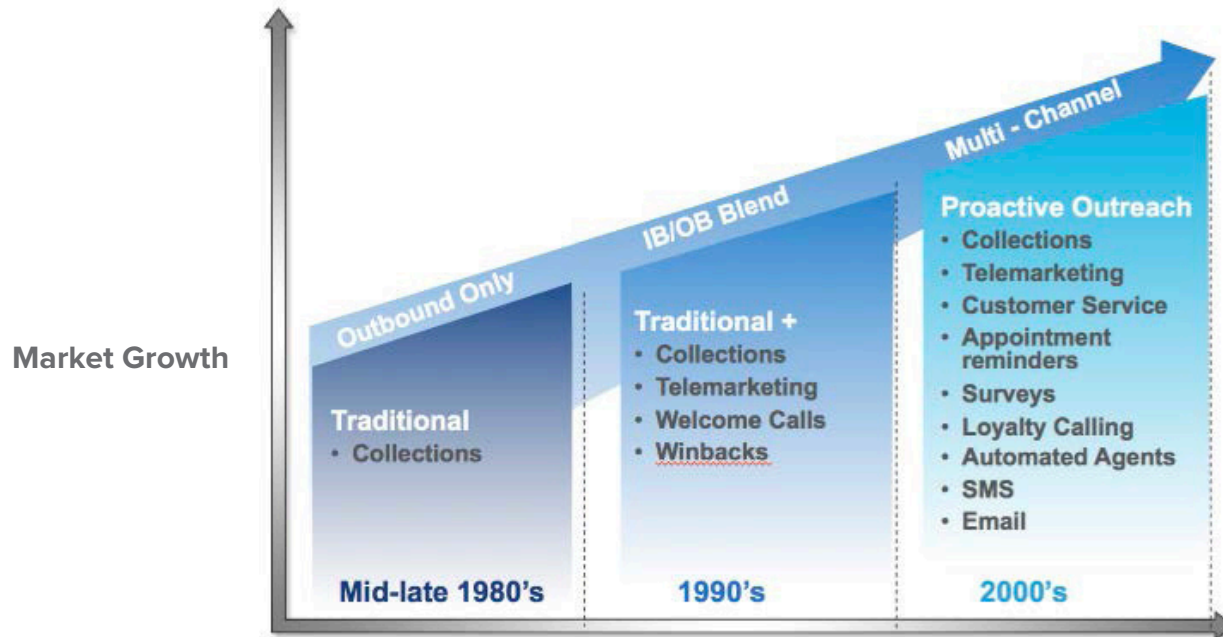 Market Growth
Outbound Only
IB/OB Blend
Multi - Channel
Traditional
• Collections
Mid-late 1980's
Traditional +
• Collections
• Telemarketing
• Welcome Calls
• Winbacks
1990's
Proactive Outreach
• Collections
• Telemarketing
• Customer Service
• Appointment
reminders
• Surveys
• Loyalty Calling
• Automated Agents
• SMS
• Email
2000's